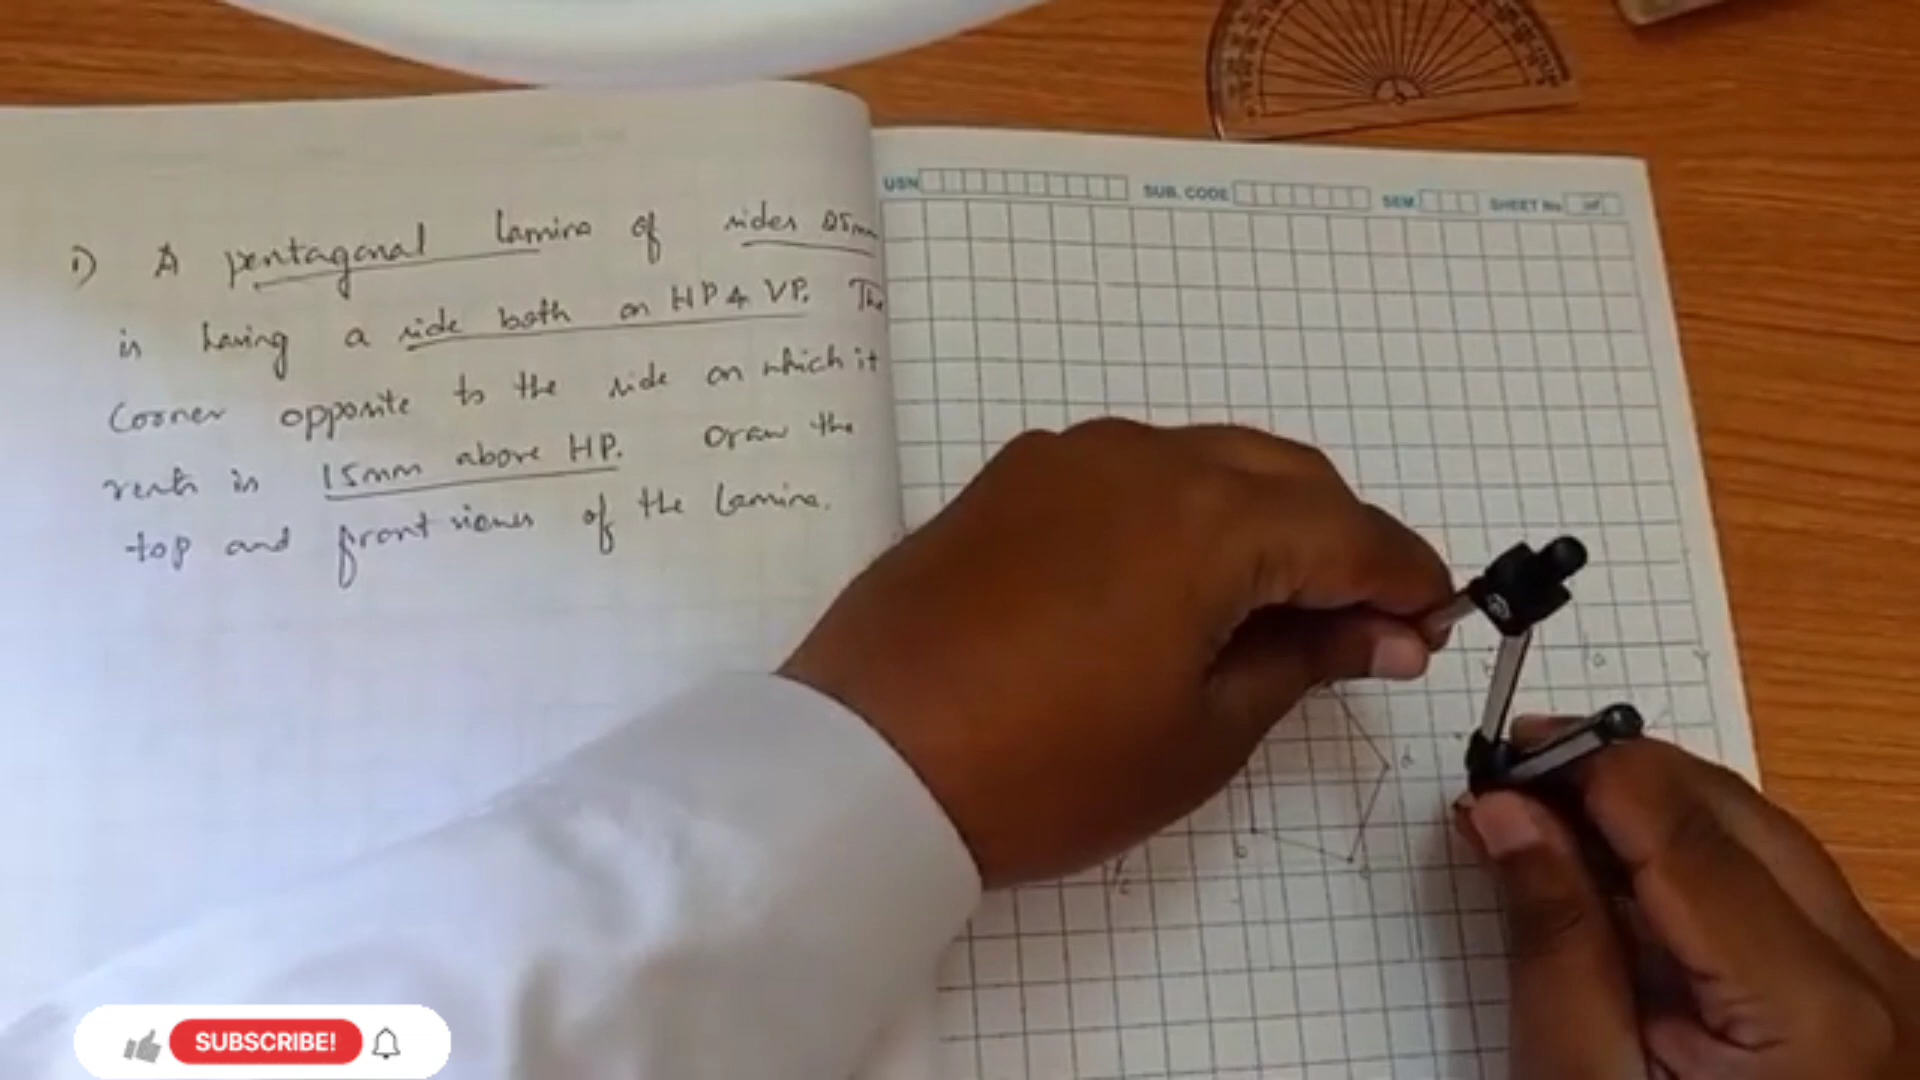 1) A pentagonal lamina of sides 25mm
is having a side both on HP & VP. The
Corner opposite to the side on which it
rests is 15mm above HP. Draw the
top and front views of the lamina.
USN SUB. CODE SEM SHEET No. of
a Y
d
b
c
SUBSCRIBE!